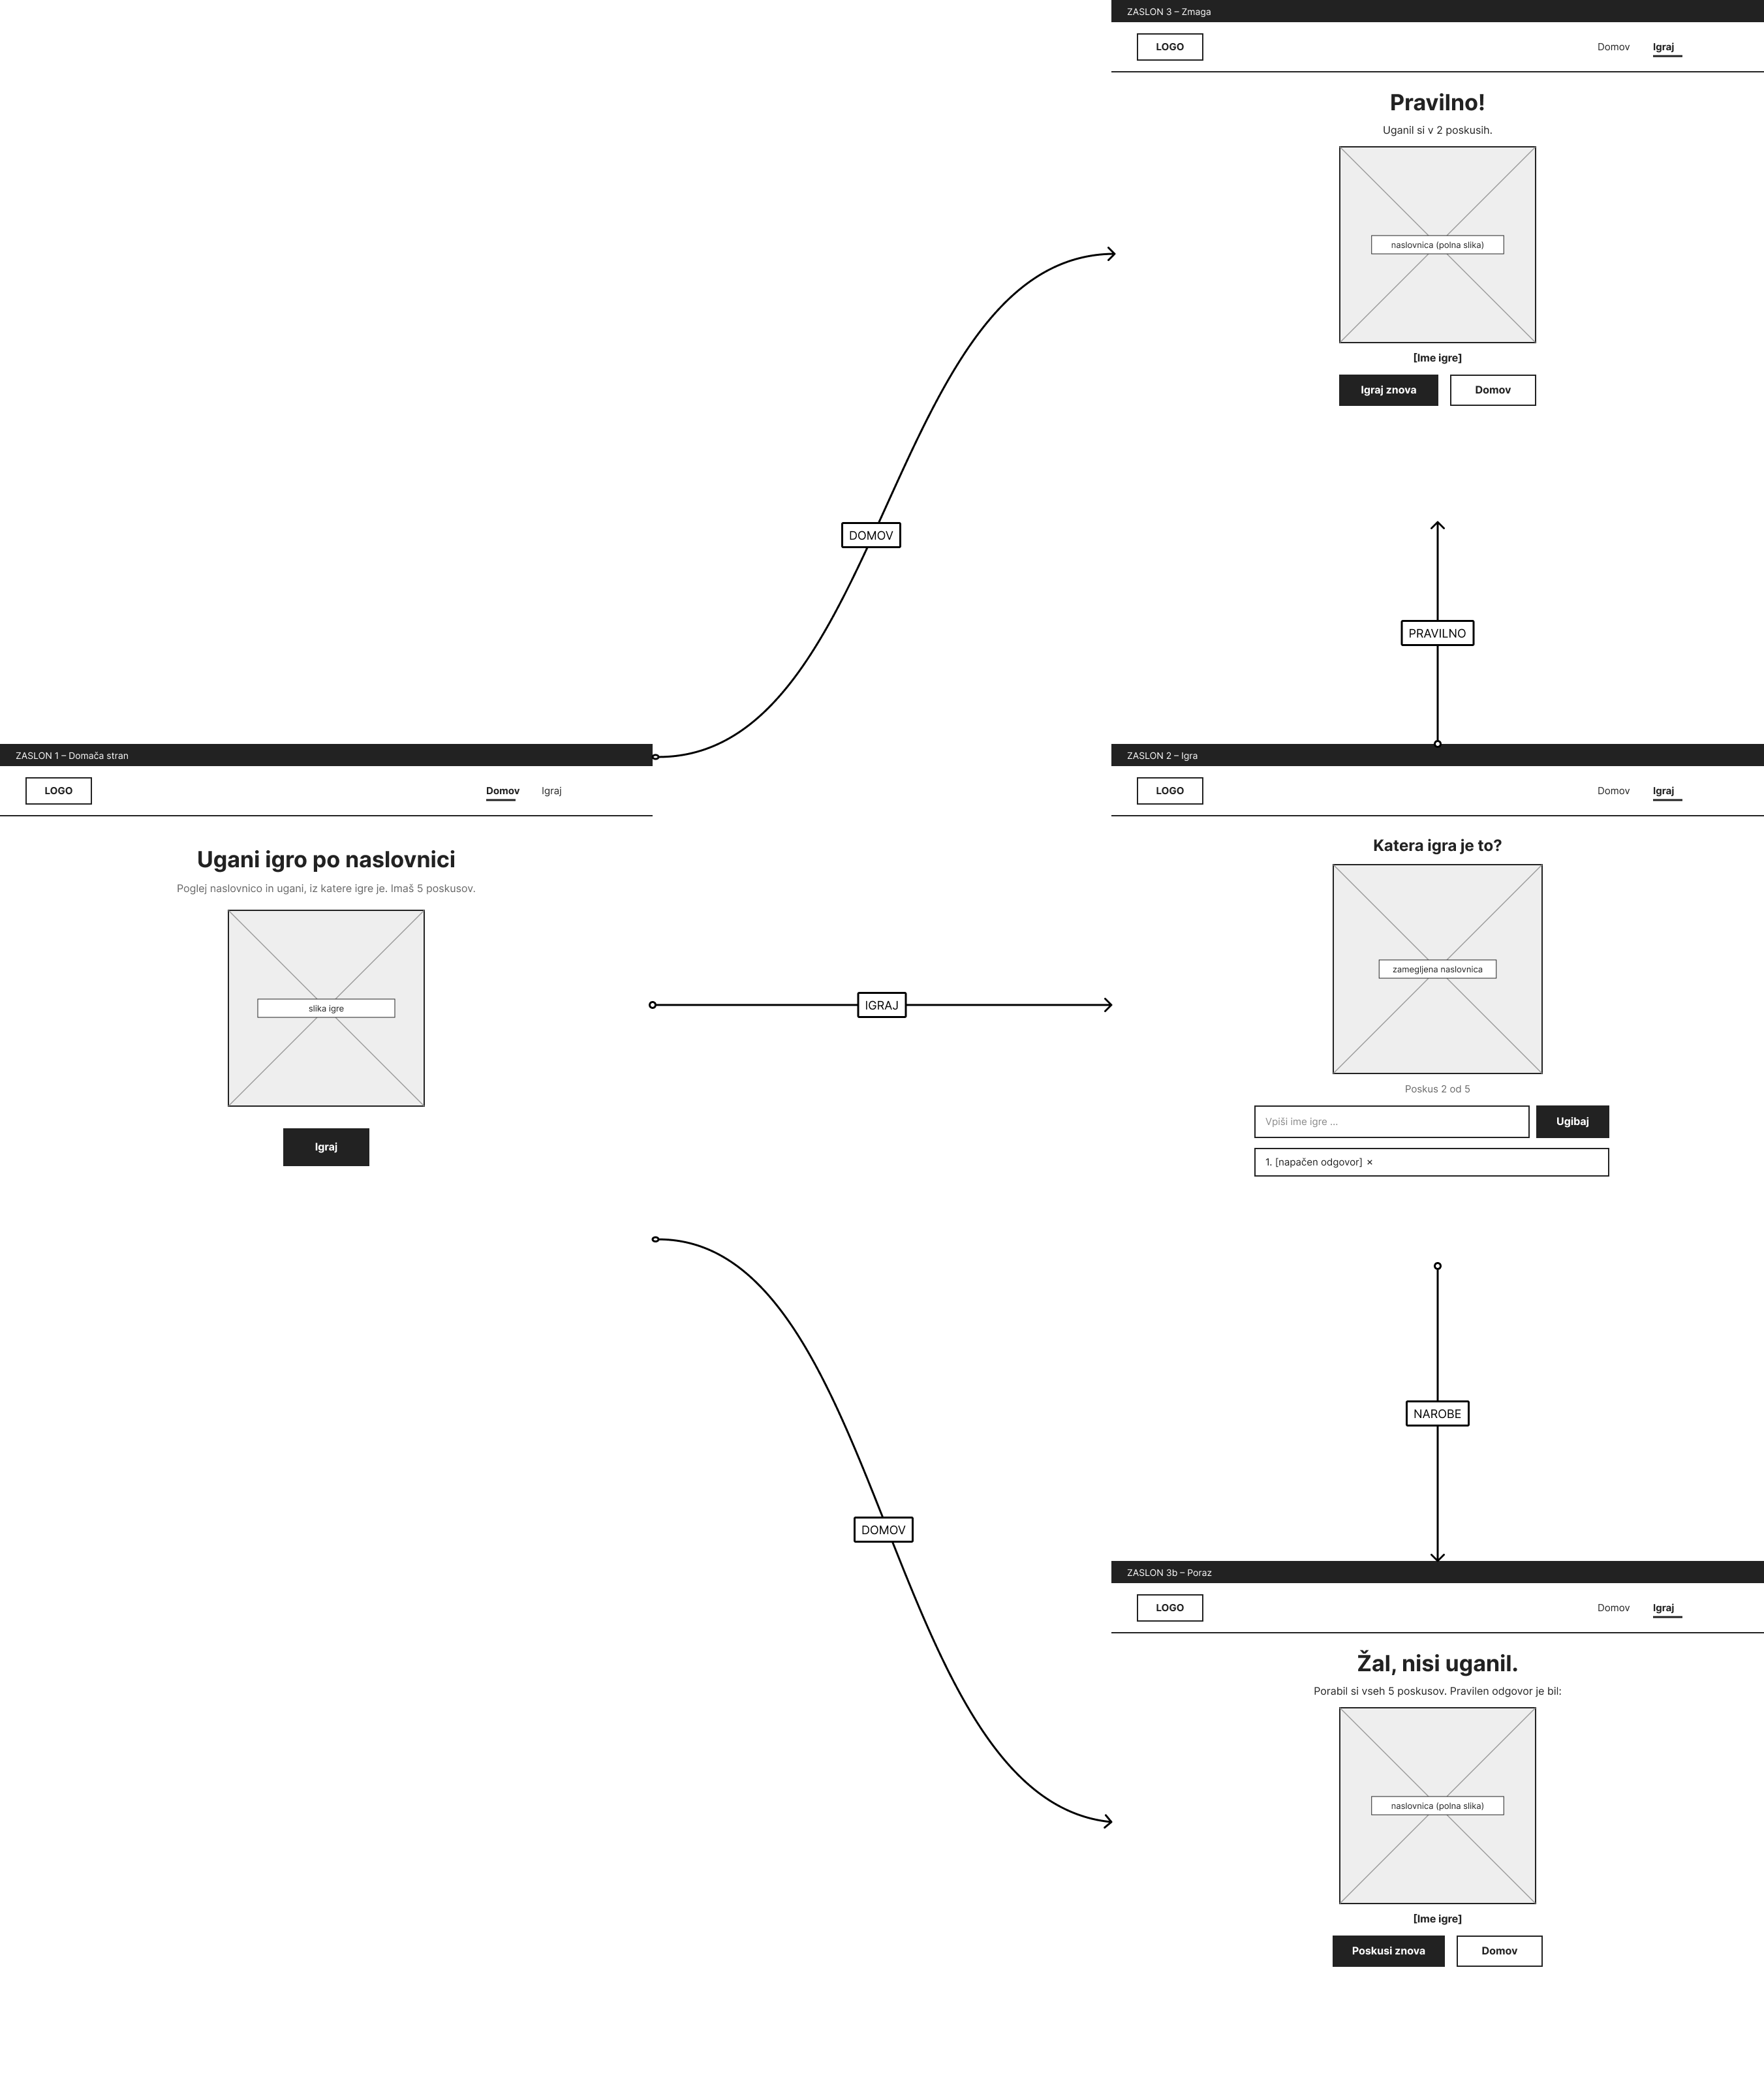 ZASLON 3 – Zmaga
LOGO
Domov Igraj
Pravilno!
Uganil si v 2 poskusih.
naslovnica (polna slika)
[Ime igre]
Igraj znova Domov
DOMOV
PRAVILNO
ZASLON 1 – Domača stran
LOGO
Domov Igraj
Ugani igro po naslovnici
Poglej naslovnico in ugani, iz katere igre je. Imaš 5 poskusov.
slika igre
Igraj
IGRAJ
ZASLON 2 – Igra
LOGO
Domov Igraj
Katera igra je to?
zamegljena naslovnica
Poskus 2 od 5
Vpiši ime igre ...
Ugibaj
1. [napačen odgovor] ×
NAROBE
DOMOV
ZASLON 3b – Poraz
LOGO
Domov Igraj
Žal, nisi uganil.
Porabil si vseh 5 poskusov. Pravilen odgovor je bil:
naslovnica (polna slika)
[Ime igre]
Poskusi znova Domov